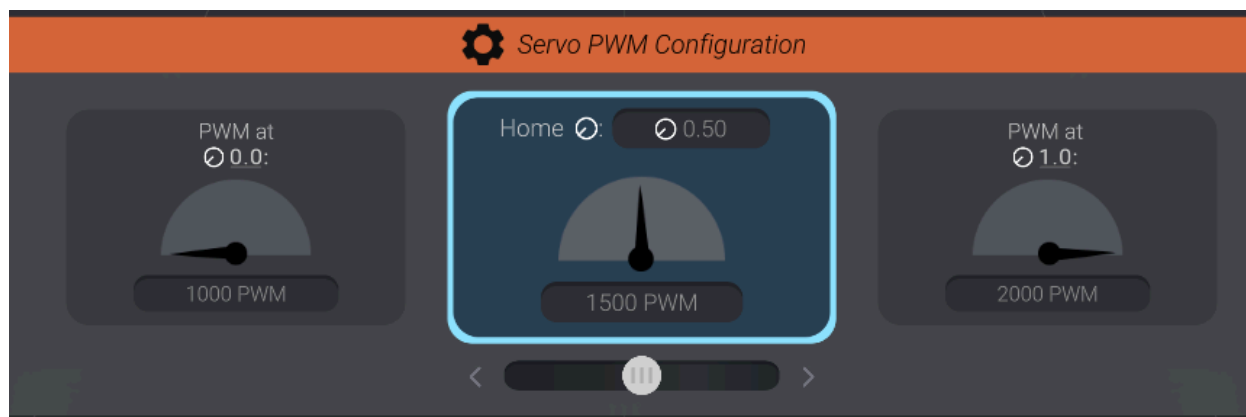 Servo PWM Configuration
PWM at
0.0:
1000 PWM
Home :
0.50
1500 PWM
PWM at
1.0:
2000 PWM